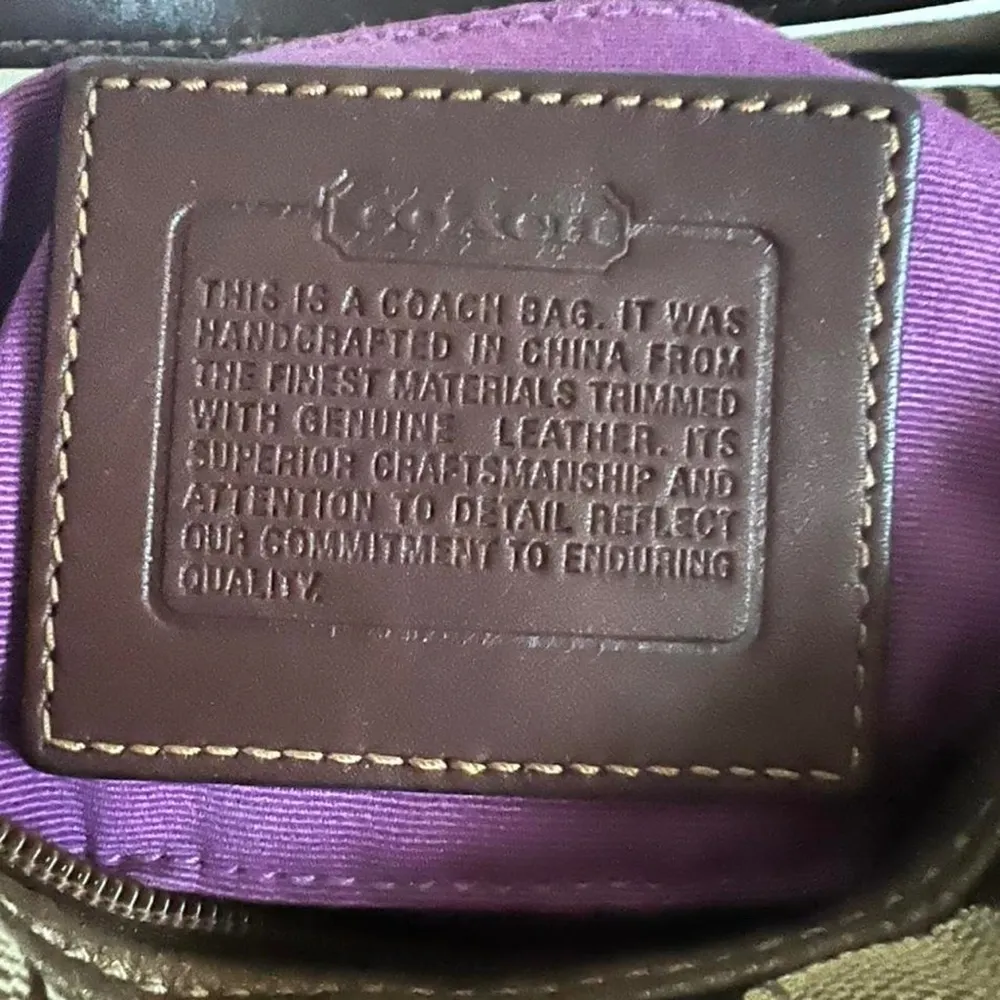 COACH
THIS IS A COACH BAG. IT WAS
HANDCRAFTED IN CHINA FROM
THE FINEST MATERIALS TRIMMED
WITH GENUINE LEATHER. ITS
SUPERIOR CRAFTSMANSHIP AND
ATTENTION TO DETAIL REFLECT
OUR COMMITMENT TO ENDURING
QUALITY.